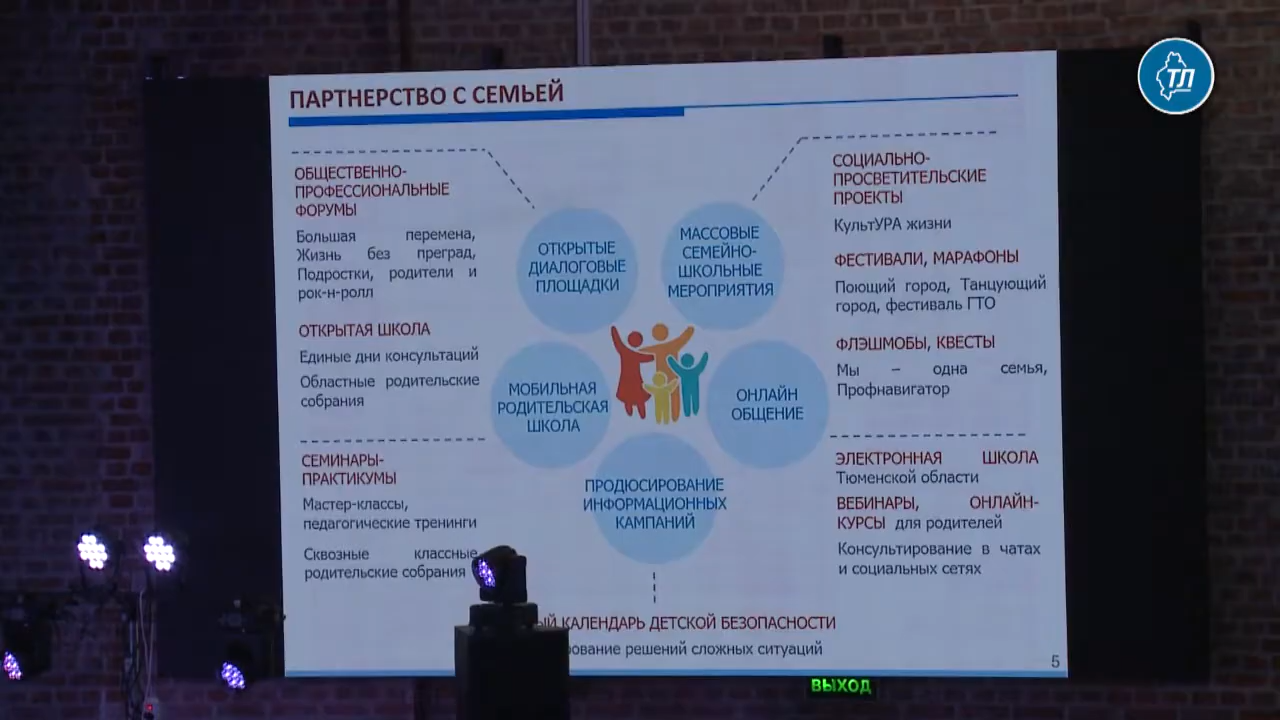 ТЛ
ПАРТНЕРСТВО С СЕМЬЕЙ
ОБЩЕСТВЕННО-
ПРОФЕССИОНАЛЬНЫЕ
ФОРУМЫ
Большая перемена,
Жизнь без преград,
Подростки, родители и
рок-н-ролл
ОТКРЫТАЯ ШКОЛА
Единые дни консультаций
Областные родительские
собрания
СЕМИНАРЫ-
ПРАКТИКУМЫ
Мастер-классы,
педагогические тренинги
Сквозные классные
родительские собрания
ОТКРЫТЫЕ
ДИАЛОГОВЫЕ
ПЛОЩАДКИ
МАССОВЫЕ
СЕМЕЙНО-
ШКОЛЬНЫЕ
МЕРОПРИЯТИЯ
МОБИЛЬНАЯ
РОДИТЕЛЬСКАЯ
ШКОЛА
ОНЛАЙН
ОБЩЕНИЕ
ПРОДЮСИРОВАНИЕ
ИНФОРМАЦИОННЫХ
КАМПАНИЙ
СОЦИАЛЬНО-
ПРОСВЕТИТЕЛЬСКИЕ
ПРОЕКТЫ
КультУРА жизни
ФЕСТИВАЛИ, МАРАФОНЫ
Поющий город, Танцующий
город, фестиваль ГТО
ФЛЭШМОБЫ, КВЕСТЫ
Мы – одна семья,
Профнавигатор
ЭЛЕКТРОННАЯ ШКОЛА
Тюменской области
ВЕБИНАРЫ, ОНЛАЙН-
КУРСЫ для родителей
Консультирование в чатах
и социальных сетях
КАЛЕНДАРЬ ДЕТСКОЙ БЕЗОПАСНОСТИ
решений сложных ситуаций
5
ВЫХОД